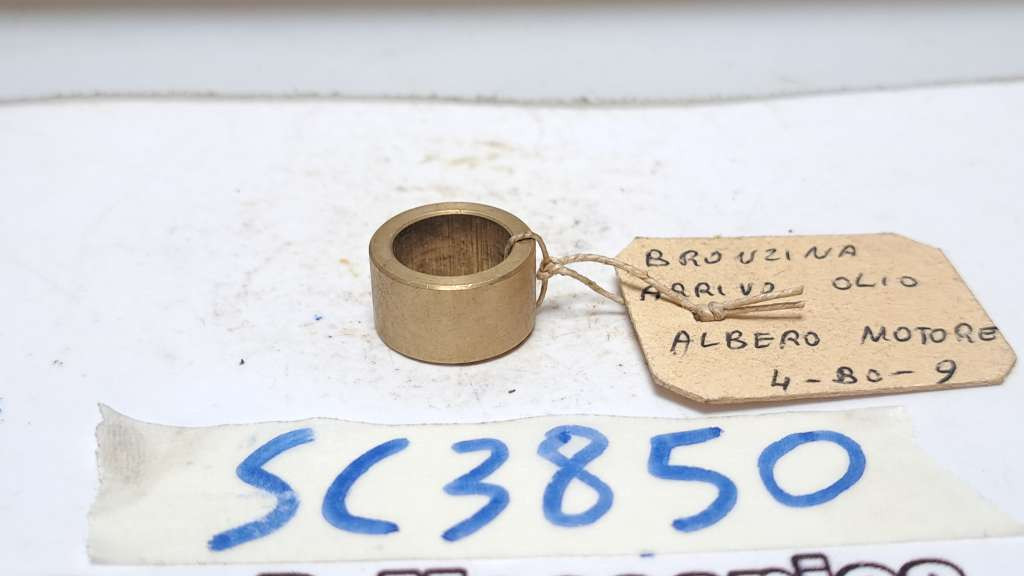 BRONZINA
ARRIVO OLIO
ALBERO MOTORE
4-80-9
SC3850